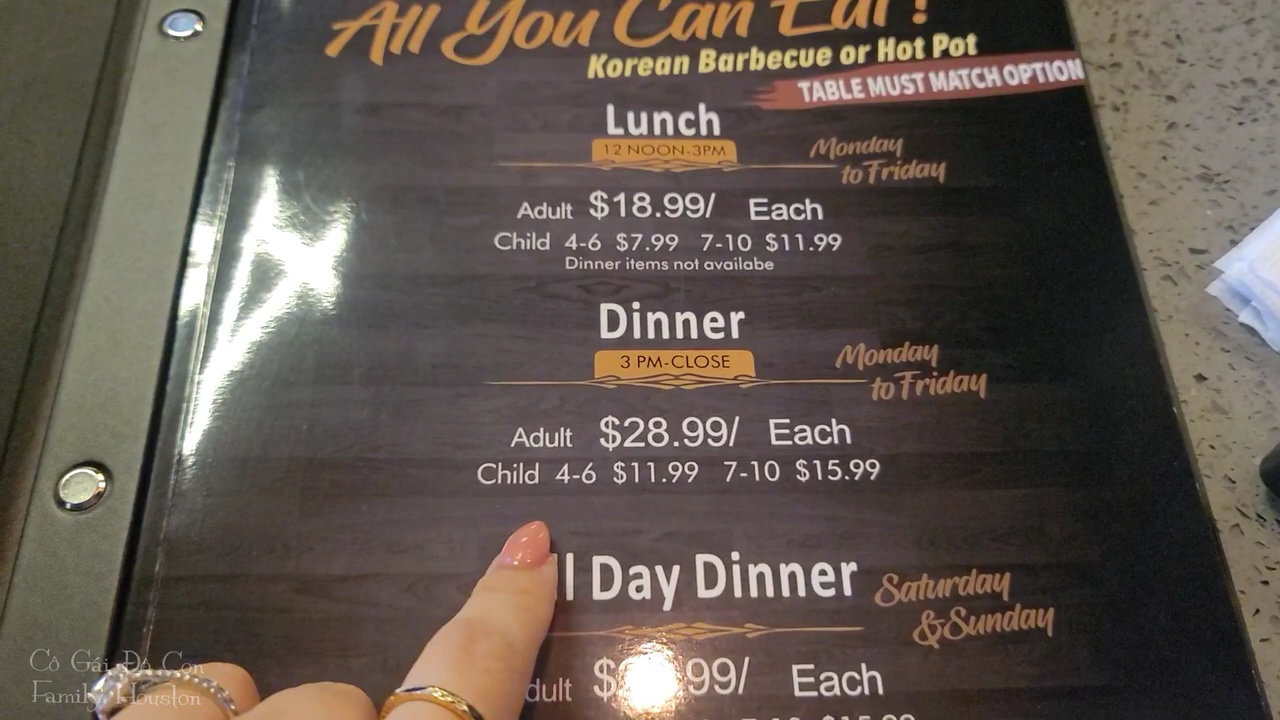 All You Can Eat!
Korean Barbecue or Hot Pot
TABLE MUST MATCH OPTION
Lunch
12 NOON-3PM
Monday
to Friday
Adult $18.99/ Each
Child 4-6 $7.99 7-10 $11.99
Dinner items not availabe
Dinner
3 PM-CLOSE
Monday
to Friday
Adult $28.99/ Each
Child 4-6 $11.99 7-10 $15.99
Day Dinner
Saturday
& Sunday
Each
Cô Gái Đỏ Con
Family Houston